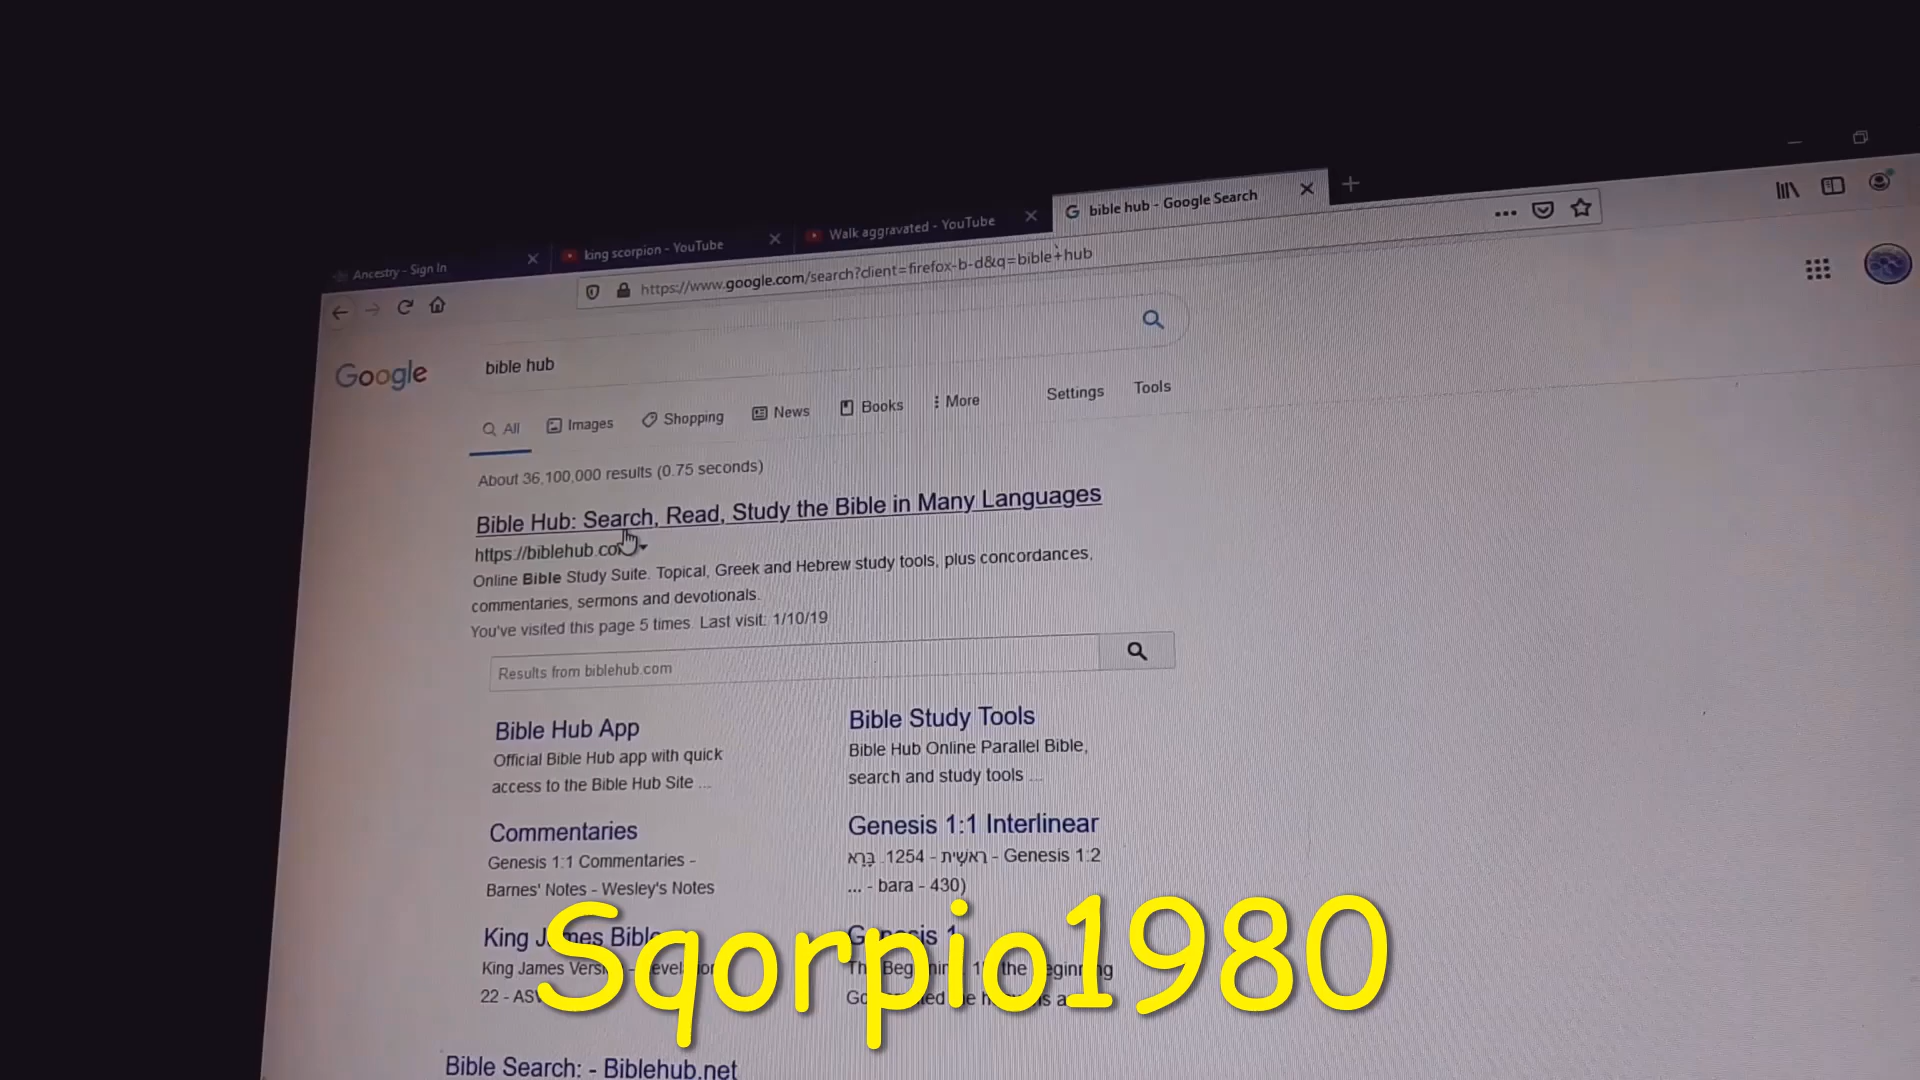 Ancestry - Sign In
king scorpion - YouTube
Walk aggravated - YouTube
bible hub - Google Search
https://www.google.com/search?client=firefox-b-d&q=bible+hub
Google
bible hub
All
Images
Shopping
News
Books
More
Settings
Tools
About 36,100,000 results (0.75 seconds)
Bible Hub: Search, Read, Study the Bible in Many Languages
https://biblehub.co
Online Bible Study Suite. Topical, Greek and Hebrew study tools, plus concordances,
commentaries, sermons and devotionals.
You've visited this page 5 times. Last visit: 1/10/19
Results from biblehub.com
Bible Hub App
Official Bible Hub app with quick
access to the Bible Hub Site ...
Bible Study Tools
Bible Hub Online Parallel Bible,
search and study tools ...
Commentaries
Genesis 1:1 Commentaries -
Barnes' Notes - Wesley's Notes
Genesis 1:1 Interlinear
בָּרָא .1254 - רֵאשִׁית - Genesis 1:2
... - bara - 430)
King
King James
22 -
the
Sqorpio1980
Bible Search: - Biblehub.net